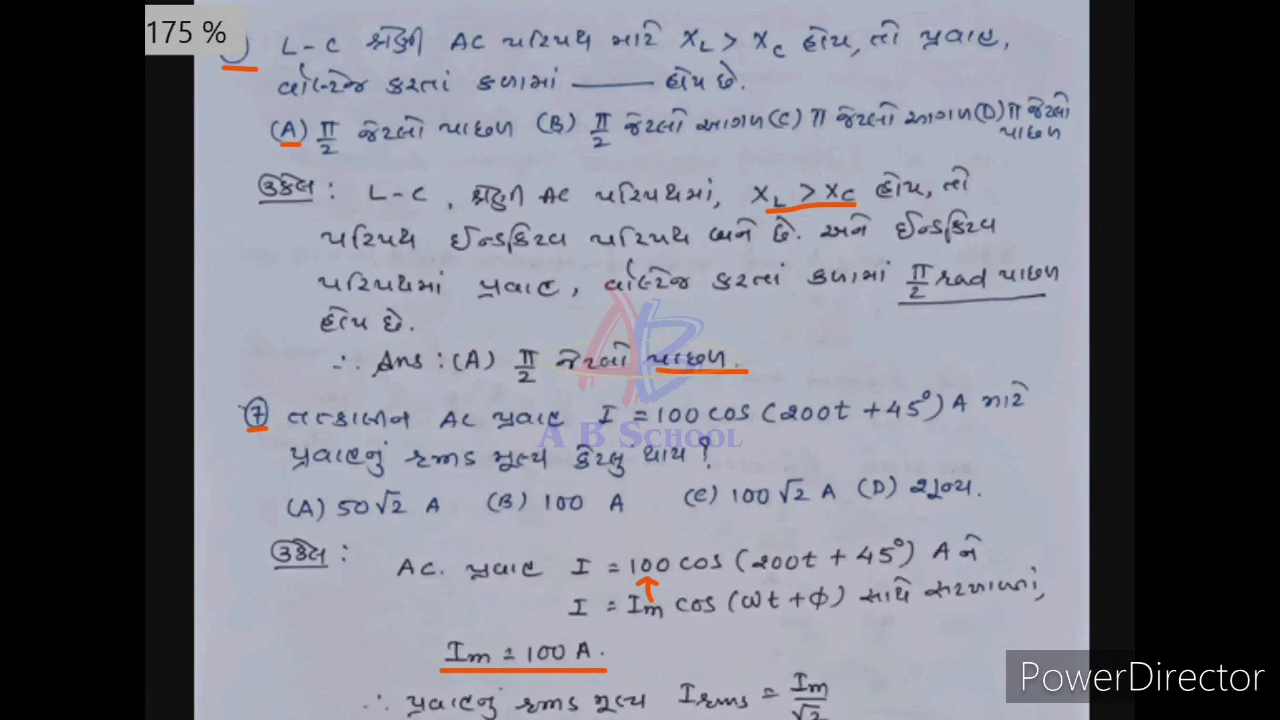 175 %
L-C શ્રેણી AC પરિપથ માટે XL > XC હોય, તો પ્રવાહ,
વોલ્ટેજ કરતાં કળામાં ——— હોય છે.
(A) π/2 જેટલો પાછળ (B) π/2 જેટલો આગળ (C) π જેટલો આગળ (D) π જેટલો પાછળ
ઉકેલ : L-C, શ્રેણી AC પરિપથમાં, XL > XC હોય, તો
પરિપથ ઈન્ડક્ટિવ પરિપથ બને છે. અને ઈન્ડક્ટિવ
પરિપથમાં પ્રવાહ, વોલ્ટેજ કરતાં કળામાં π/2 rad પાછળ
હોય છે.
∴ Ans : (A) π/2 જેટલો પાછળ.
A B SCHOOL
7 તત્કાલીન AC પ્રવાહ I = 100 cos (200t + 45°) A માટે
પ્રવાહનું rms મૂલ્ય કેટલું થાય ?
(A) 50√2 A (B) 100 A (C) 100√2 A (D) શૂન્ય.
ઉકેલ : AC. પ્રવાહ I = 100 cos (200t + 45°) A ને
I = Im cos (ωt + φ) સાથે સરખાવતાં,
Im = 100 A.
∴ પ્રવાહનું rms મૂલ્ય Irms = Im/√2
PowerDirector